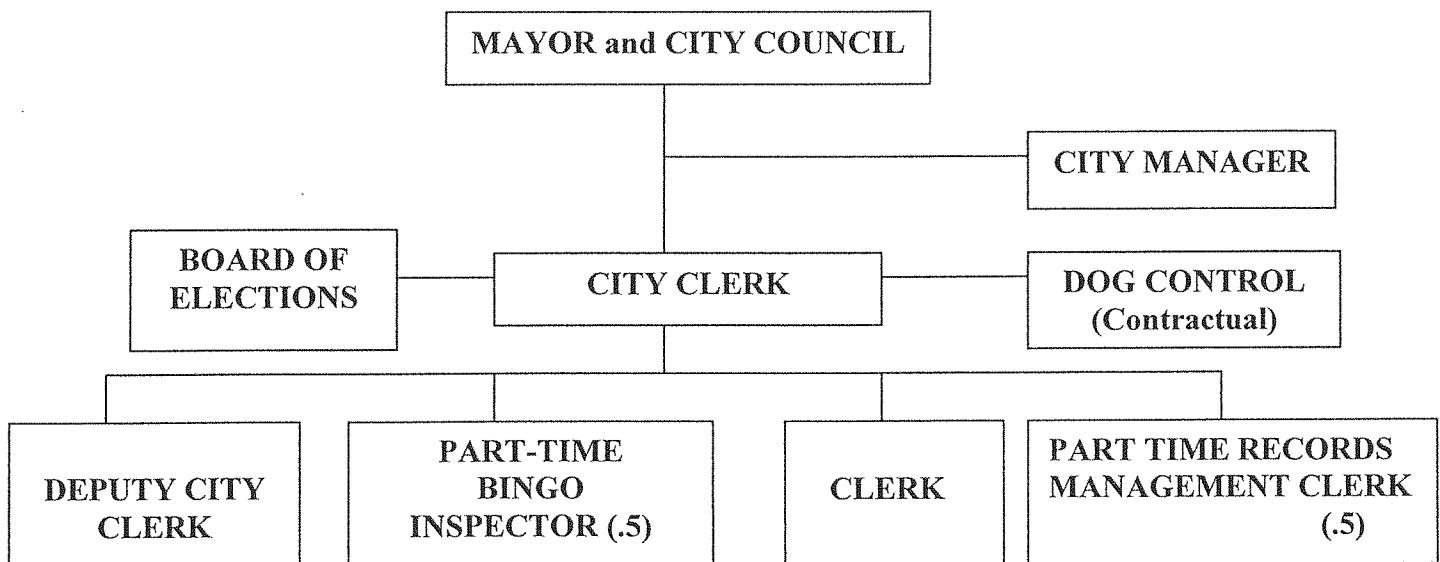 MAYOR and CITY COUNCIL
CITY MANAGER
BOARD OF
ELECTIONS
CITY CLERK
DOG CONTROL
(Contractual)
DEPUTY CITY
CLERK
PART-TIME
BINGO
INSPECTOR (.5)
CLERK
PART TIME RECORDS
MANAGEMENT CLERK
(.5)